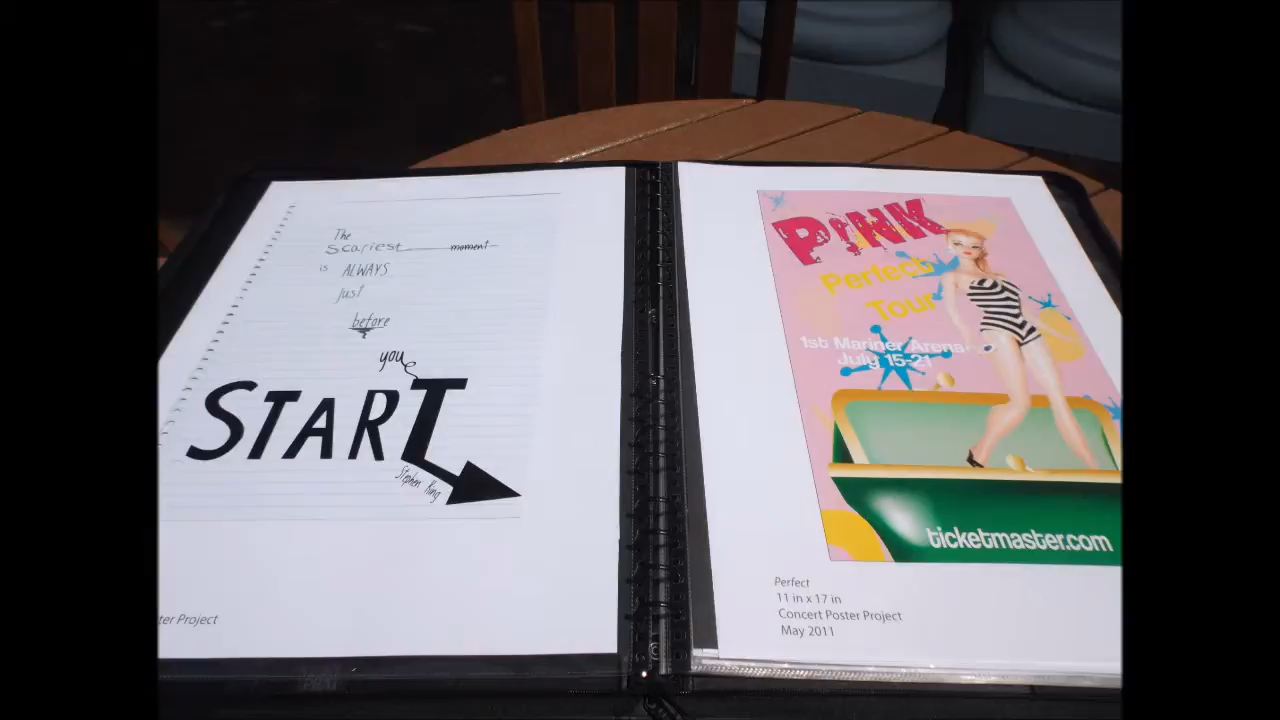 The
scariest moment
is ALWAYS
just
before
you
START
Stephen King
ter Project
PINK
Perfect
Tour
1st Mariner Arena
July 15-21
ticketmaster.com
Perfect
11 in x 17 in
Concert Poster Project
May 2011